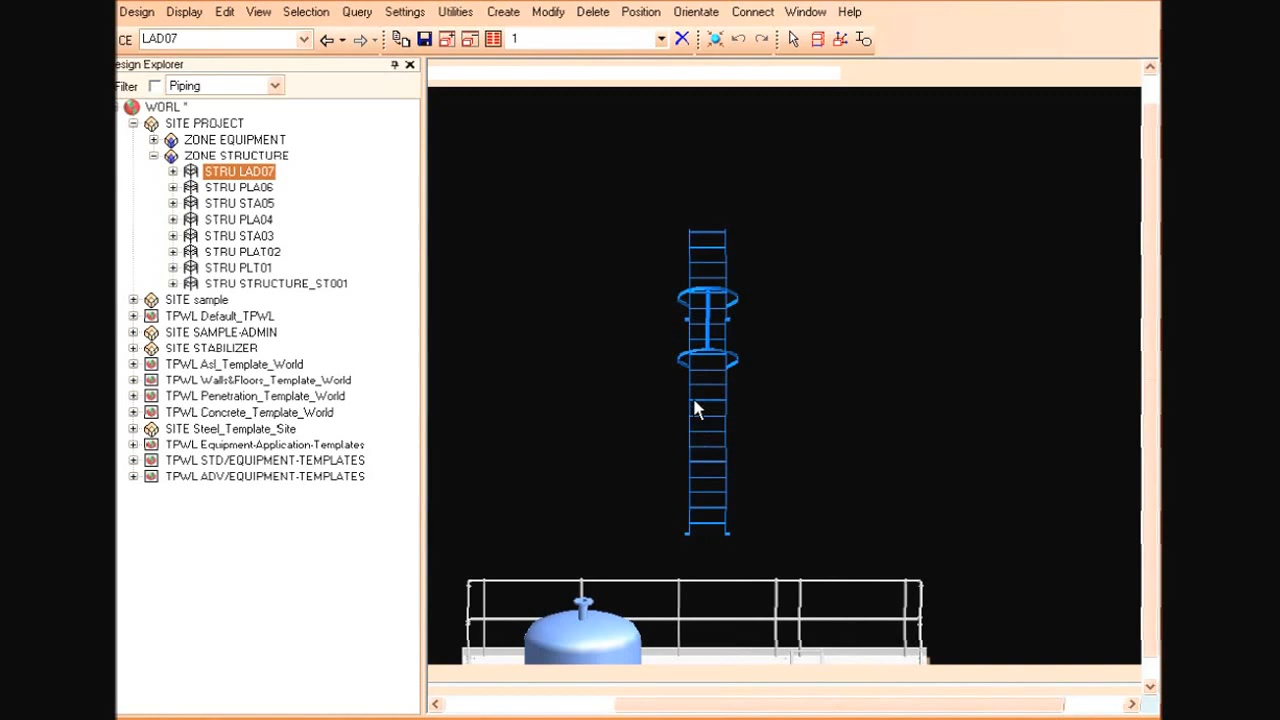 Design Display Edit View Selection Query Settings Utilities Create Modify Delete Position Orientate Connect Window Help
CE LAD07 1
esign Explorer
Filter Piping
WORL *
SITE PROJECT
ZONE EQUIPMENT
ZONE STRUCTURE
STRU LAD07
STRU PLA06
STRU STA05
STRU PLA04
STRU STA03
STRU PLAT02
STRU PLT01
STRU STRUCTURE_ST001
SITE sample
TPWL Default_TPWL
SITE SAMPLE-ADMIN
SITE STABILIZER
TPWL Asl_Template_World
TPWL Walls&Floors_Template_World
TPWL Penetration_Template_World
TPWL Concrete_Template_World
SITE Steel_Template_Site
TPWL Equipment-Application-Templates
TPWL STD/EQUIPMENT-TEMPLATES
TPWL ADV/EQUIPMENT-TEMPLATES